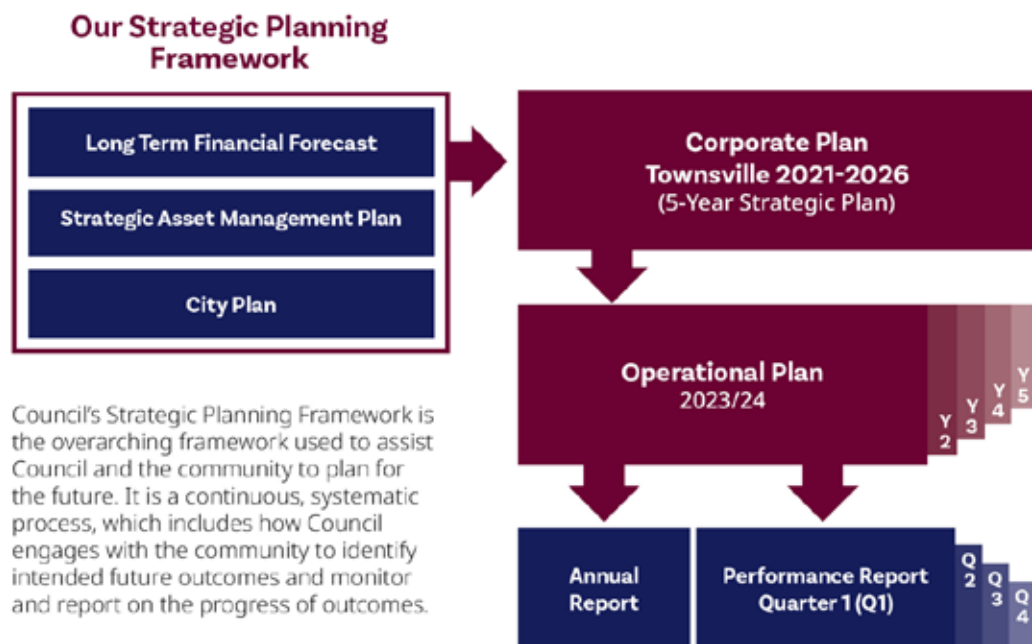 Our Strategic Planning
Framework
Long Term Financial Forecast
Strategic Asset Management Plan
City Plan
Corporate Plan
Townsville 2021-2026
(5-Year Strategic Plan)
Operational Plan
2023/24
Y
2
Y
3
Y
4
Y
5
Council's Strategic Planning Framework is
the overarching framework used to assist
Council and the community to plan for
the future. It is a continuous, systematic
process, which includes how Council
engages with the community to identify
intended future outcomes and monitor
and report on the progress of outcomes.
Annual
Report
Performance Report
Quarter 1 (Q1)
Q
2
Q
3
Q
4